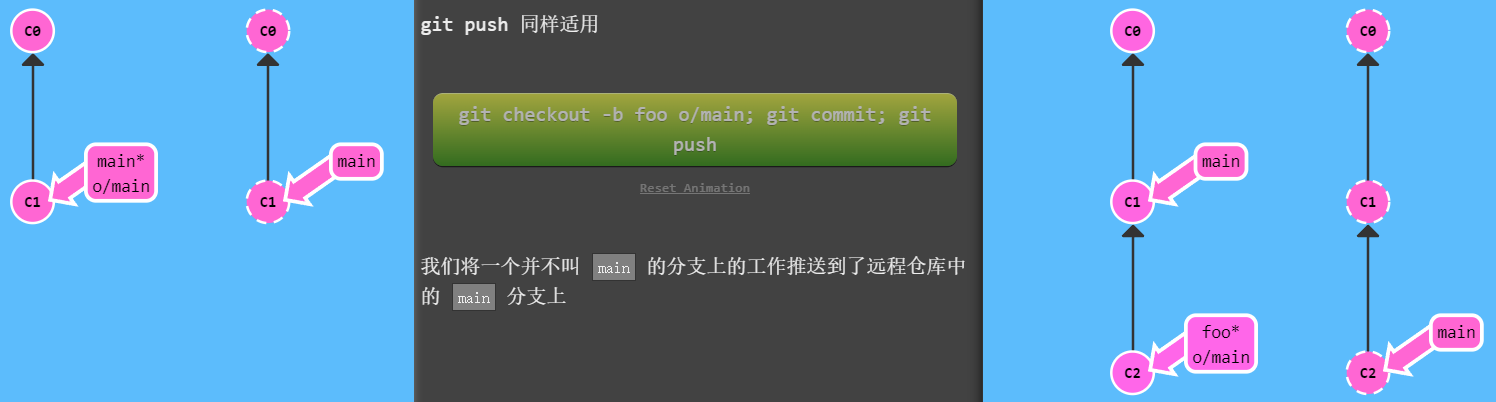 C0
C0
main*
o/main
main
C1
C1
git push 同样适用
git checkout -b foo o/main; git commit; git
push
Reset Animation
我们将一个并不叫 main 的分支上的工作推送到了远程仓库中
的 main 分支上
C0
C0
main
C1
C1
foo*
o/main
main
C2
C2